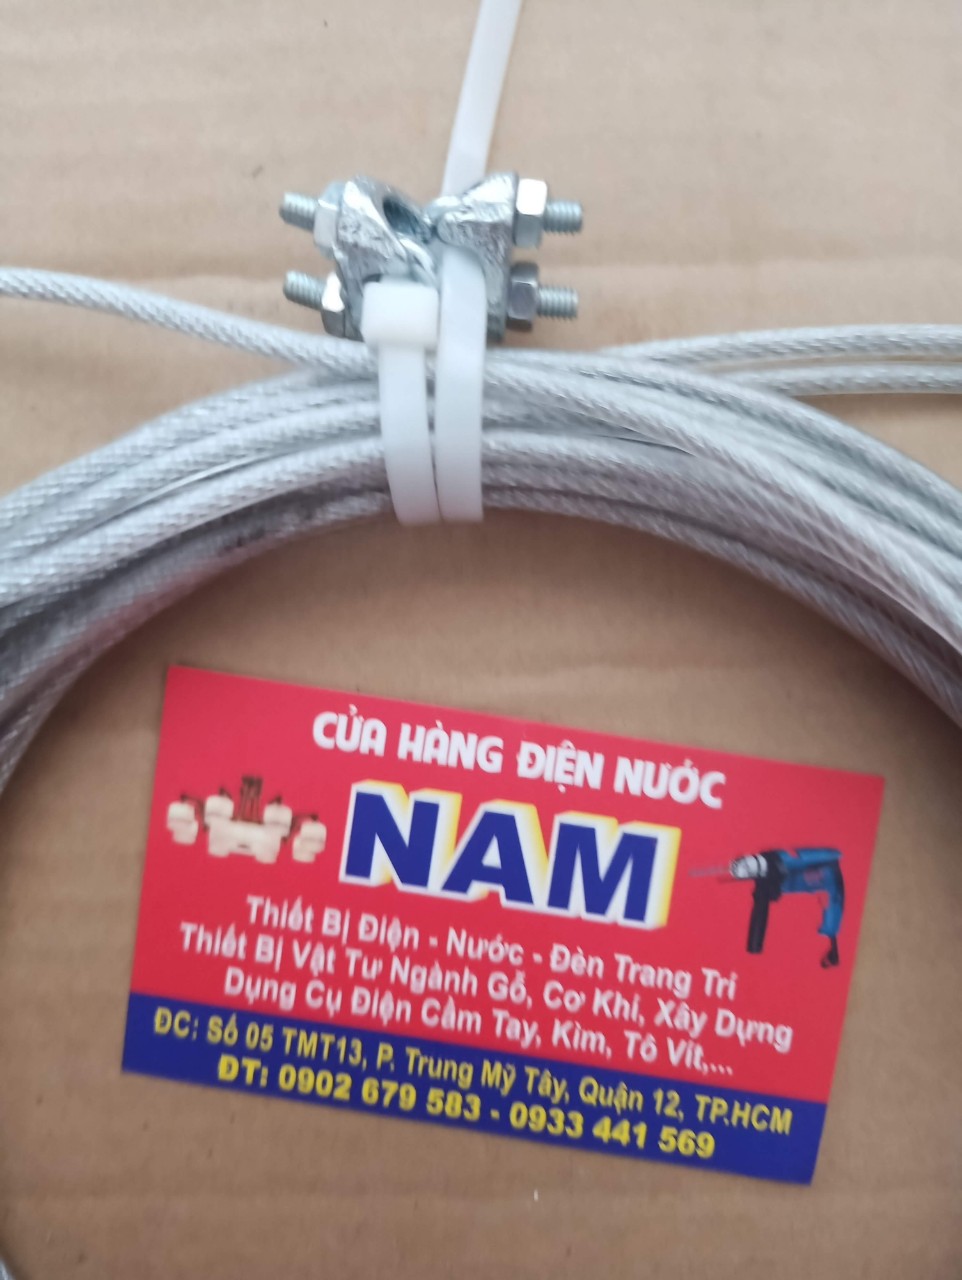 CỬA HÀNG ĐIỆN NƯỚC
NAM
Thiết Bị Điện - Nước - Đèn Trang Trí
Thiết Bị Vật Tư Ngành Gỗ, Cơ Khí, Xây Dựng
Dụng Cụ Điện Cầm Tay, Kìm, Tô Vít,...
ĐC: Số 05 TMT13, P. Trung Mỹ Tây, Quận 12, TP.HCM
ĐT: 0902 679 583 - 0933 441 569